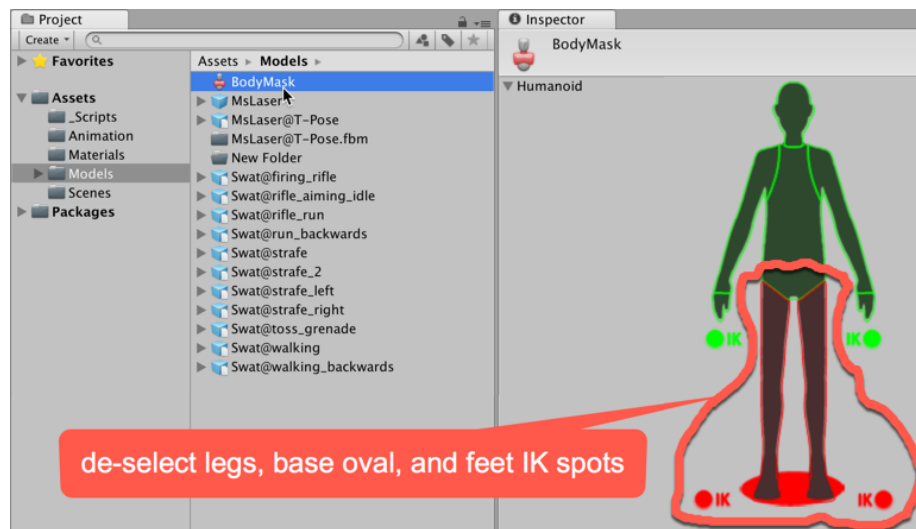 Project
Create
Favorites
Assets
_Scripts
Animation
Materials
Models
Scenes
Packages
Assets ▸ Models ▸
BodyMask
MsLaser
MsLaser@T-Pose
MsLaser@T-Pose.fbm
New Folder
Swat@firing_rifle
Swat@rifle_aiming_idle
Swat@rifle_run
Swat@run_backwards
Swat@strafe
Swat@strafe_2
Swat@strafe_left
Swat@strafe_right
Swat@toss_grenade
Swat@walking
Swat@walking_backwards
Inspector
BodyMask
Humanoid
IK
IK
de-select legs, base oval, and feet IK spots
IK
IK